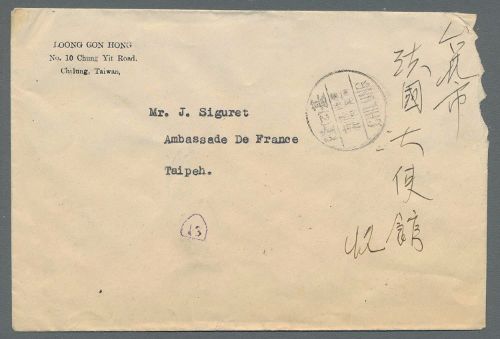 LOONG GON HONG
No. 10 Chung Yit Road.
Chilung, Taiwan,
Mr. J. Siguret
Ambassade De France
Taipeh.
台北市
法國大使館
收
13